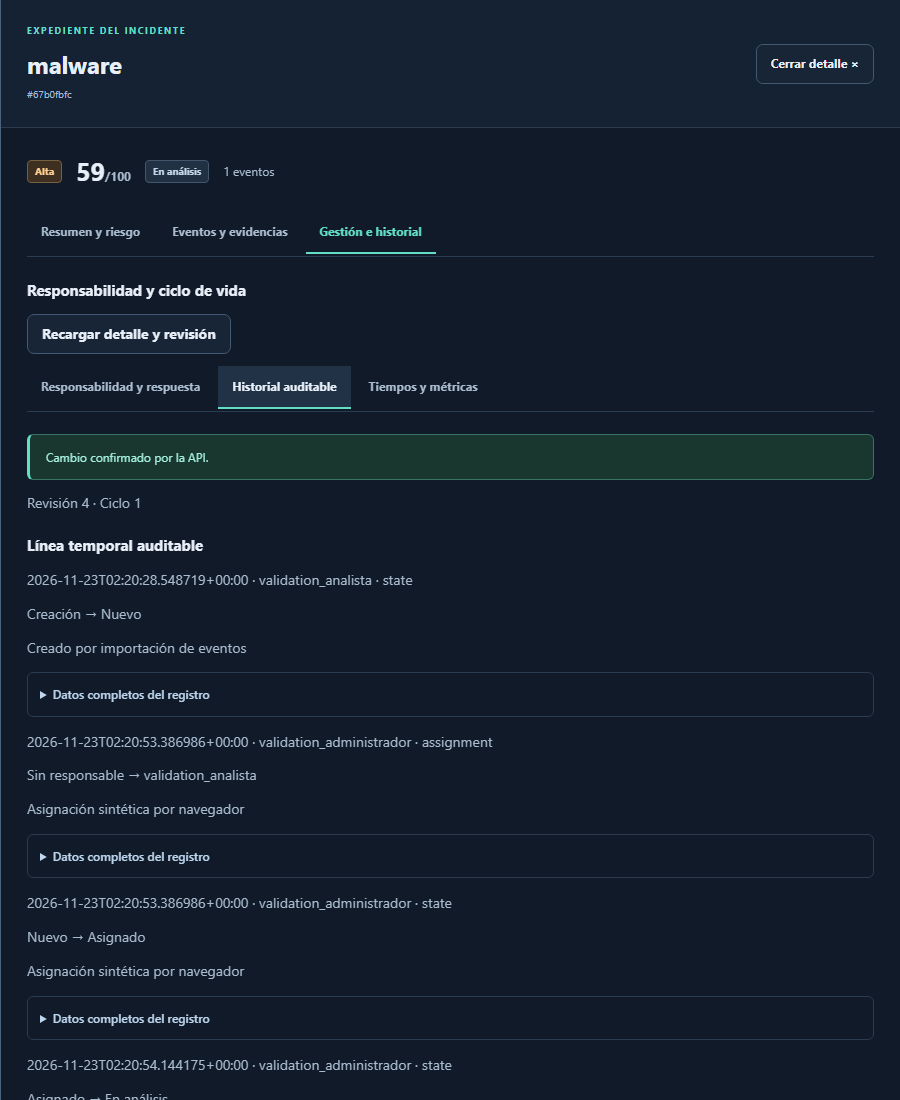 EXPEDIENTE DEL INCIDENTE
malware
#67b0fbfc
Cerrar detalle ×
Alta 59/100 En análisis 1 eventos
Resumen y riesgo Eventos y evidencias Gestión e historial
Responsabilidad y ciclo de vida
Recargar detalle y revisión
Responsabilidad y respuesta Historial auditable Tiempos y métricas
Cambio confirmado por la API.
Revisión 4 · Ciclo 1
Línea temporal auditable
2026-11-23T02:20:28.548719+00:00 · validation_analista · state
Creación → Nuevo
Creado por importación de eventos
▶ Datos completos del registro
2026-11-23T02:20:53.386986+00:00 · validation_administrador · assignment
Sin responsable → validation_analista
Asignación sintética por navegador
▶ Datos completos del registro
2026-11-23T02:20:53.386986+00:00 · validation_administrador · state
Nuevo → Asignado
Asignación sintética por navegador
▶ Datos completos del registro
2026-11-23T02:20:54.144175+00:00 · validation_administrador · state
Asignado → En análisis